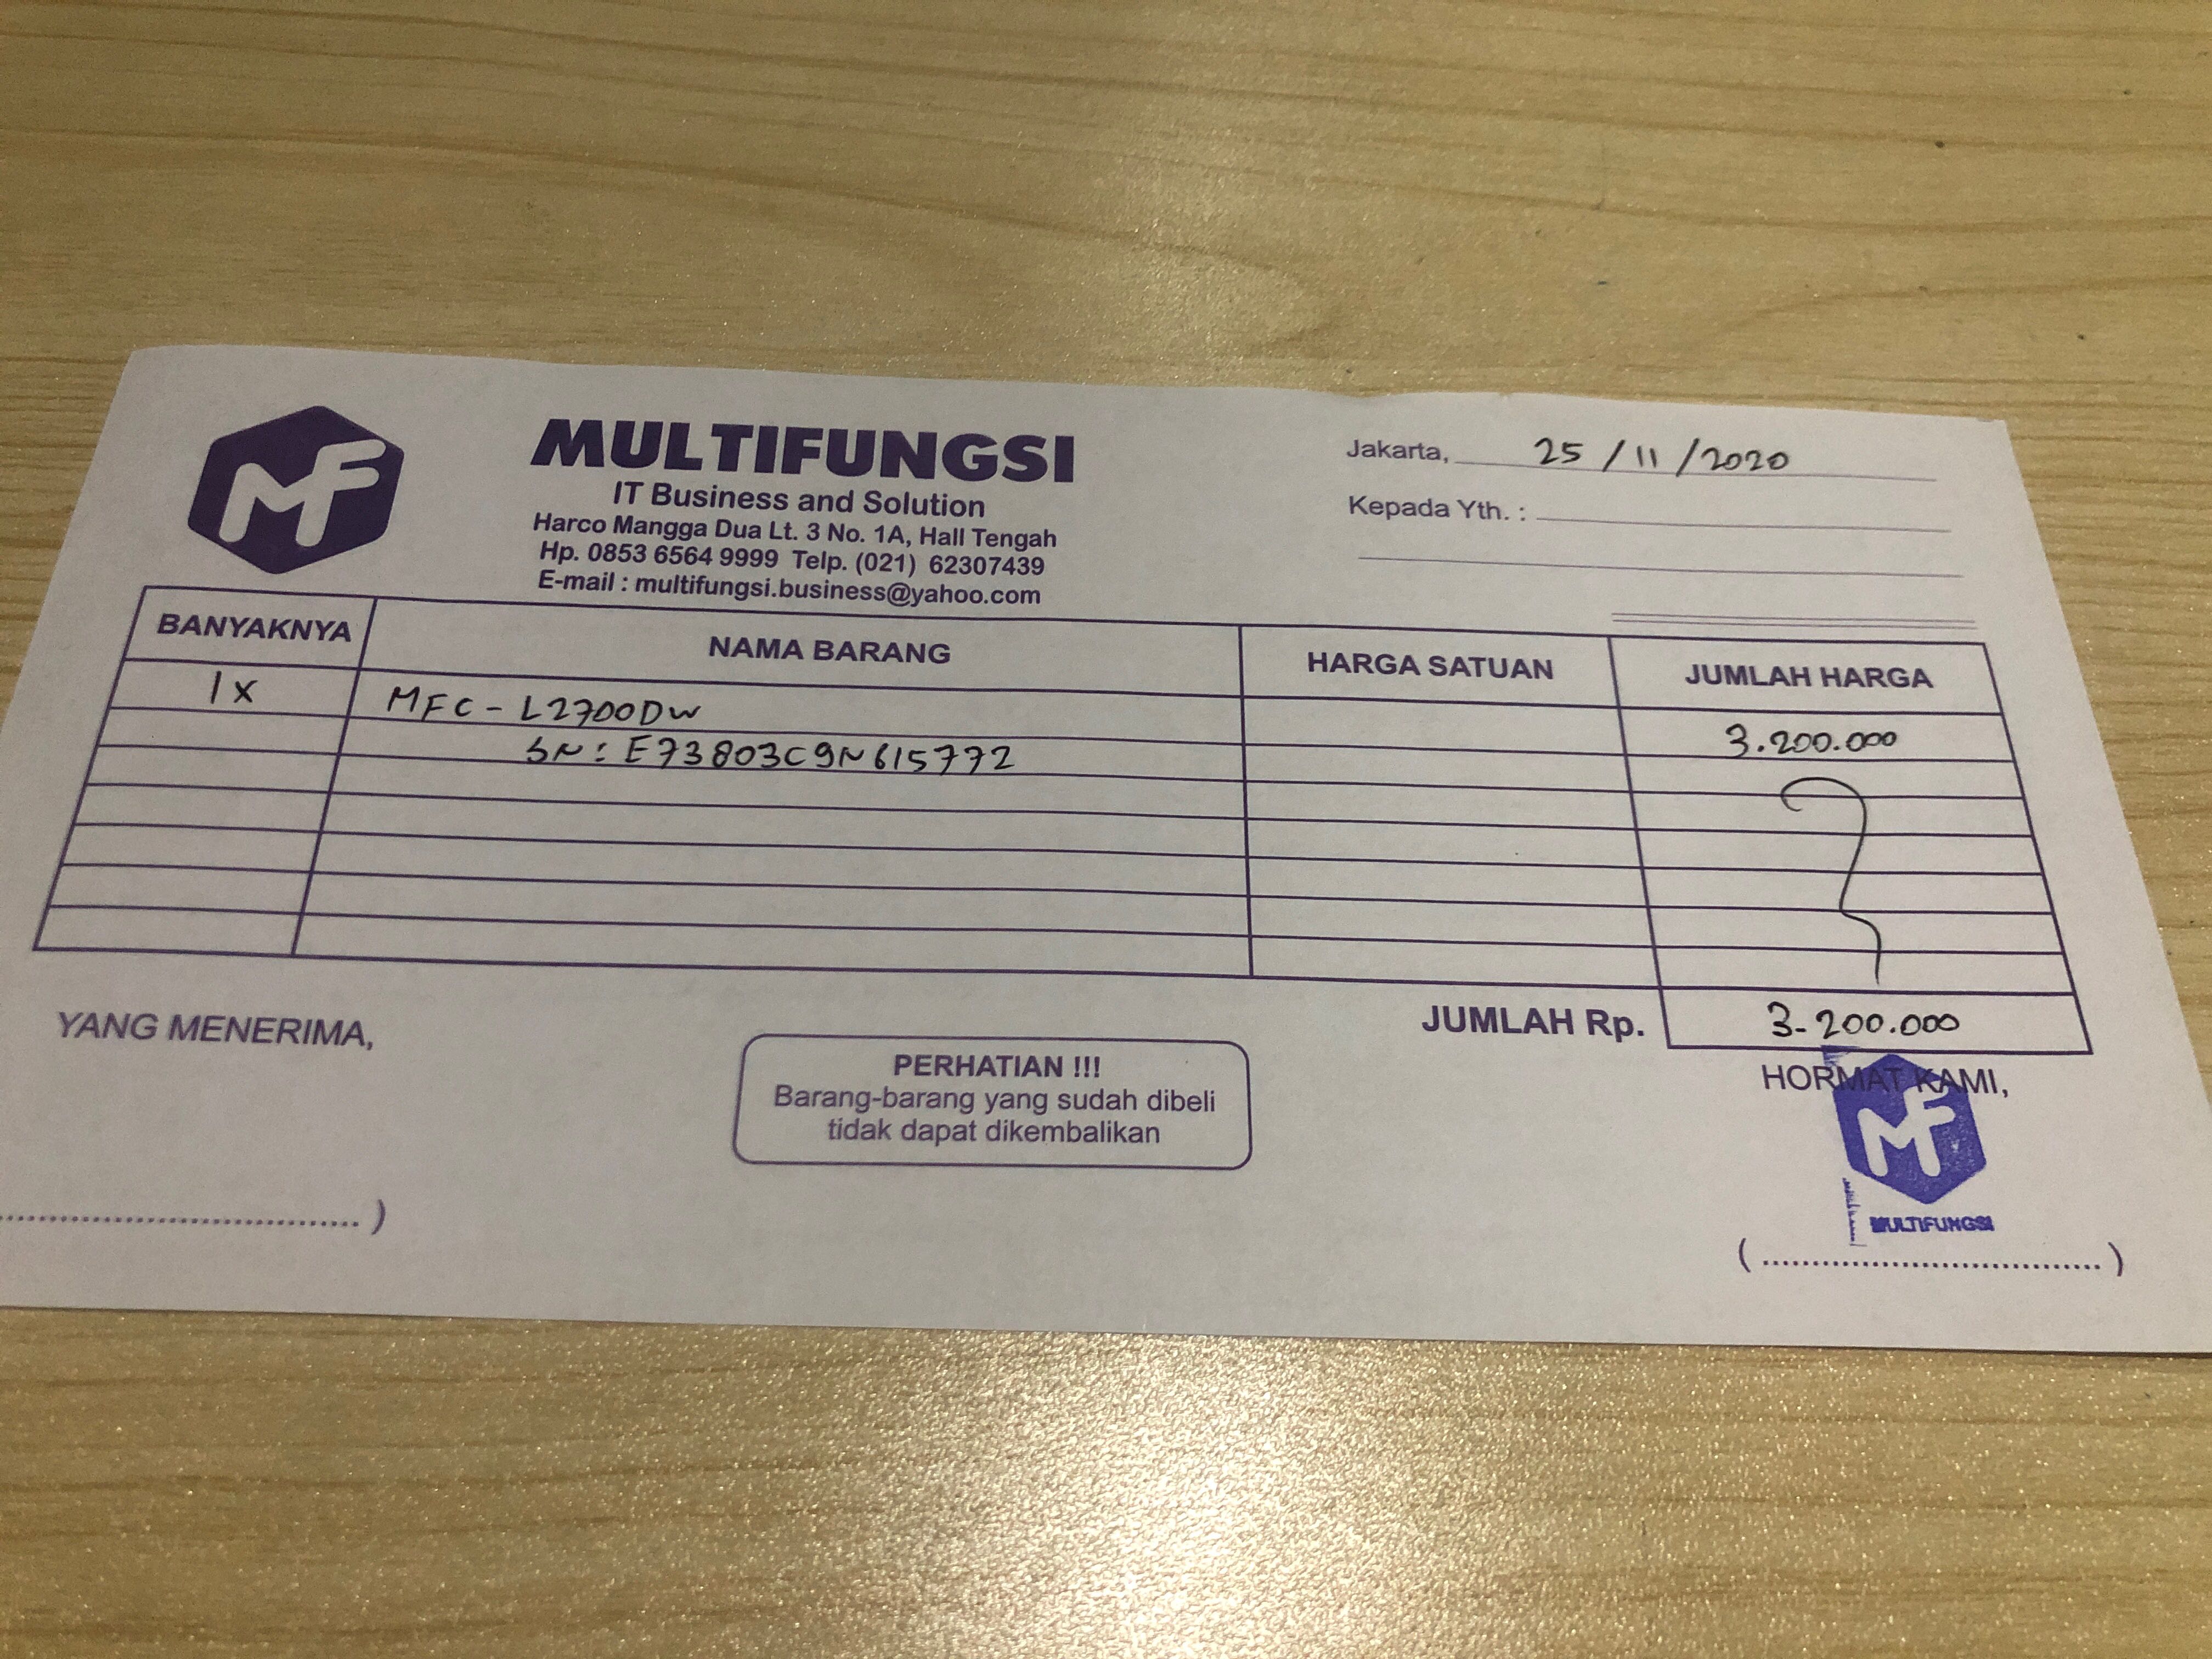 MF
MULTIFUNGSI
IT Business and Solution
Harco Mangga Dua Lt. 3 No. 1A, Hall Tengah
Hp. 0853 6564 9999 Telp. (021) 62307439
E-mail : multifungsi.business@yahoo.com
Jakarta, 25/11/2020
Kepada Yth. :
BANYAKNYA NAMA BARANG HARGA SATUAN JUMLAH HARGA
1x MFC-L2700DW 3.200.000
SN: E73803C9N615772
JUMLAH Rp. 3-200.000
YANG MENERIMA,
PERHATIAN !!!
Barang-barang yang sudah dibeli
tidak dapat dikembalikan
HORMAT KAMI,
MF
MULTIFUNGSI